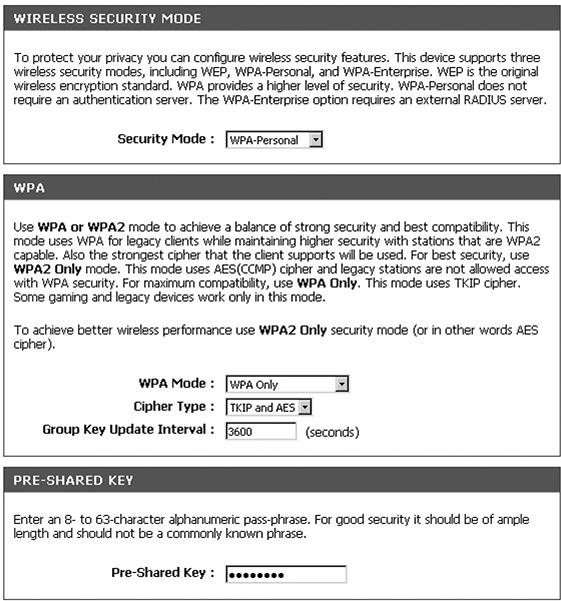 WIRELESS SECURITY MODE
To protect your privacy you can configure wireless security features. This device supports three
wireless security modes, including WEP, WPA-Personal, and WPA-Enterprise. WEP is the original
wireless encryption standard. WPA provides a higher level of security. WPA-Personal does not
require an authentication server. The WPA-Enterprise option requires an external RADIUS server.
Security Mode : WPA-Personal
WPA
Use WPA or WPA2 mode to achieve a balance of strong security and best compatibility. This
mode uses WPA for legacy clients while maintaining higher security with stations that are WPA2
capable. Also the strongest cipher that the client supports will be used. For best security, use
WPA2 Only mode. This mode uses AES(CCMP) cipher and legacy stations are not allowed access
with WPA security. For maximum compatibility, use WPA Only. This mode uses TKIP cipher.
Some gaming and legacy devices work only in this mode.
To achieve better wireless performance use WPA2 Only security mode (or in other words AES
cipher).
WPA Mode : WPA Only
Cipher Type : TKIP and AES
Group Key Update Interval : 3600 (seconds)
PRE-SHARED KEY
Enter an 8- to 63-character alphanumeric pass-phrase. For good security it should be of ample
length and should not be a commonly known phrase.
Pre-Shared Key : ••••••••